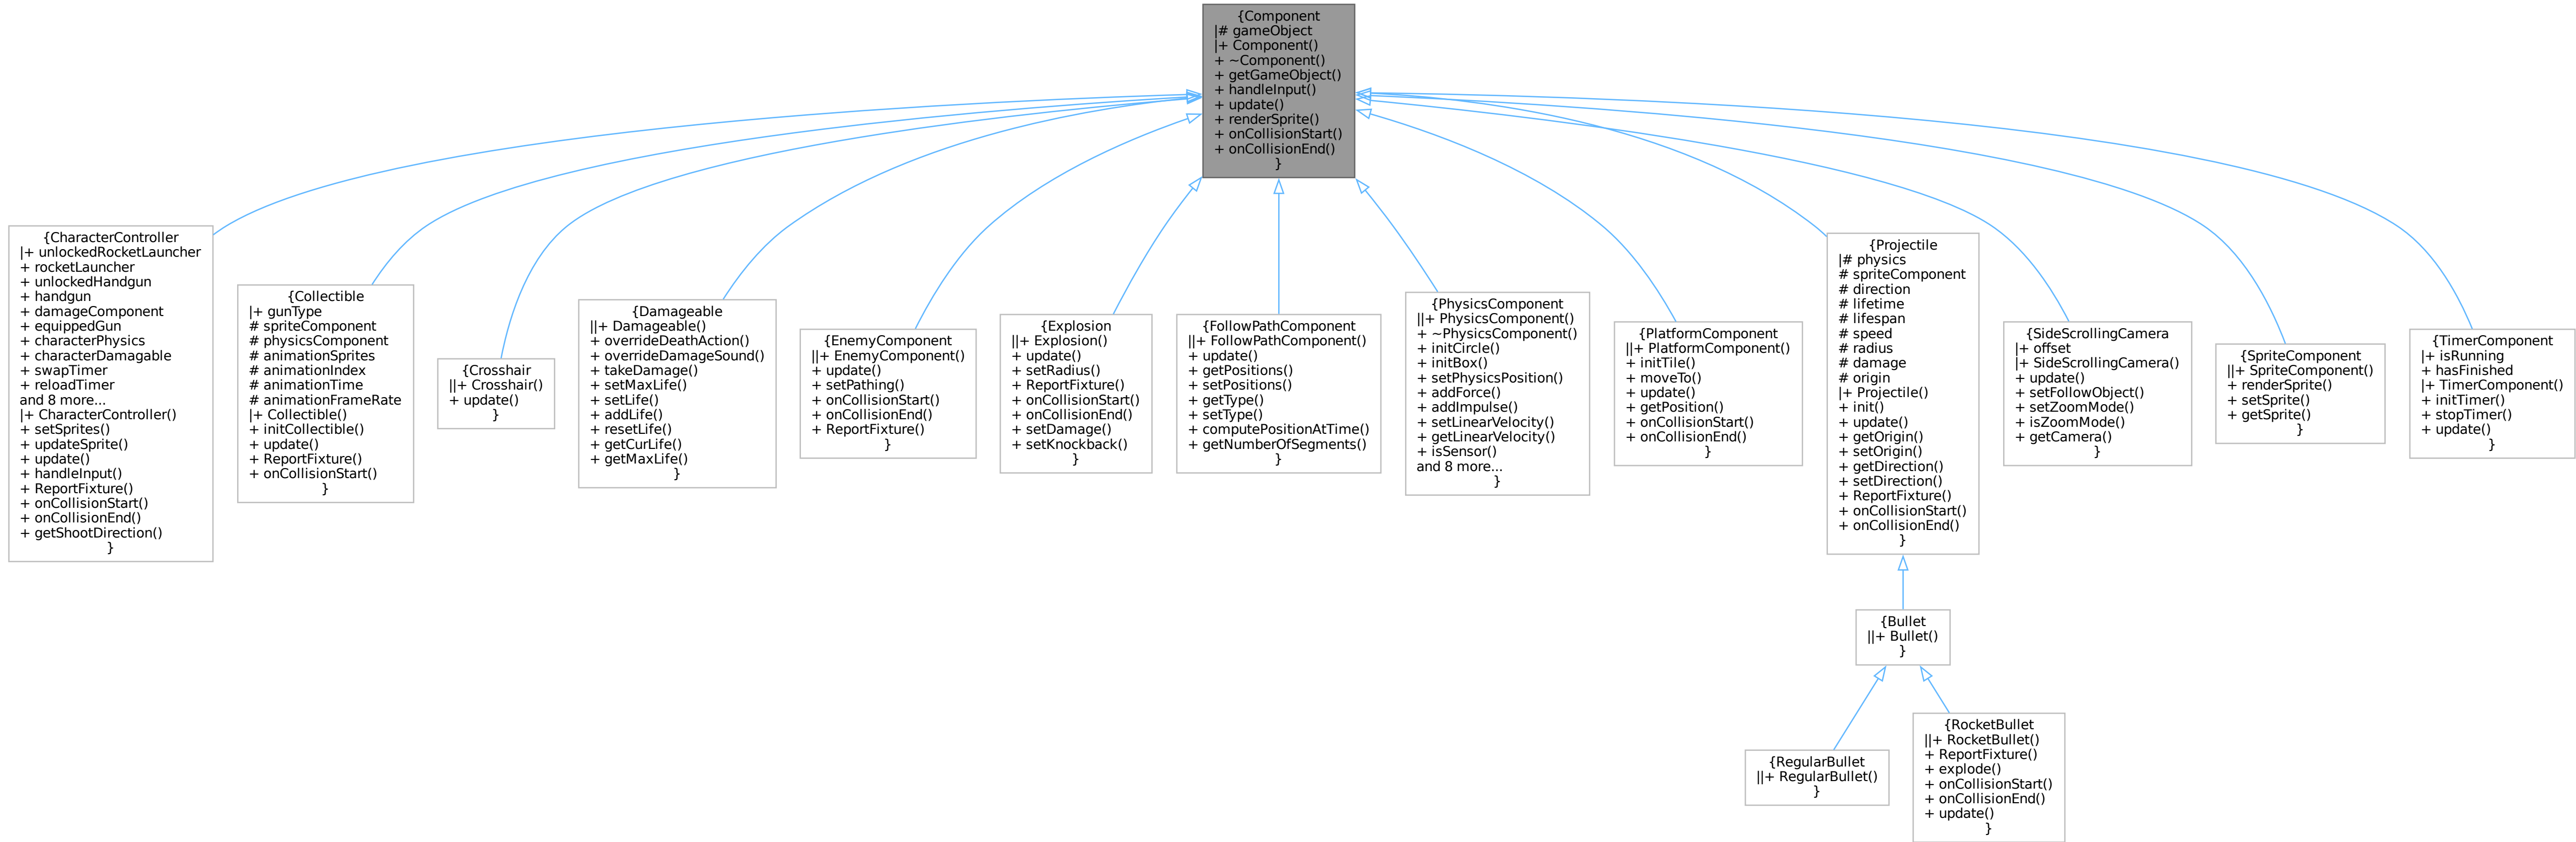 {Component
|# gameObject
|+ Component()
+ ~Component()
+ getGameObject()
+ handleInput()
+ update()
+ renderSprite()
+ onCollisionStart()
+ onCollisionEnd()
}
{CharacterController
|+ unlockedRocketLauncher
+ rocketLauncher
+ unlockedHandgun
+ handgun
+ damageComponent
+ equippedGun
+ characterPhysics
+ characterDamagable
+ swapTimer
+ reloadTimer
and 8 more...
|+ CharacterController()
+ setSprites()
+ updateSprite()
+ update()
+ handleInput()
+ ReportFixture()
+ onCollisionStart()
+ onCollisionEnd()
+ getShootDirection()
}
{Collectible
|+ gunType
# spriteComponent
# physicsComponent
# animationSprites
# animationIndex
# animationTime
# animationFrameRate
|+ Collectible()
+ initCollectible()
+ update()
+ ReportFixture()
+ onCollisionStart()
}
{Crosshair
||+ Crosshair()
+ update()
}
{Damageable
||+ Damageable()
+ overrideDeathAction()
+ overrideDamageSound()
+ takeDamage()
+ setMaxLife()
+ setLife()
+ addLife()
+ resetLife()
+ getCurLife()
+ getMaxLife()
}
{EnemyComponent
||+ EnemyComponent()
+ update()
+ setPathing()
+ onCollisionStart()
+ onCollisionEnd()
+ ReportFixture()
}
{Explosion
||+ Explosion()
+ update()
+ setRadius()
+ ReportFixture()
+ onCollisionStart()
+ onCollisionEnd()
+ setDamage()
+ setKnockback()
}
{FollowPathComponent
||+ FollowPathComponent()
+ update()
+ getPositions()
+ setPositions()
+ getType()
+ setType()
+ computePositionAtTime()
+ getNumberOfSegments()
}
{PhysicsComponent
||+ PhysicsComponent()
+ ~PhysicsComponent()
+ initCircle()
+ initBox()
+ setPhysicsPosition()
+ addForce()
+ addImpulse()
+ setLinearVelocity()
+ getLinearVelocity()
+ isSensor()
and 8 more...
}
{PlatformComponent
||+ PlatformComponent()
+ initTile()
+ moveTo()
+ update()
+ getPosition()
+ onCollisionStart()
+ onCollisionEnd()
}
{Projectile
|# physics
# spriteComponent
# direction
# lifetime
# lifespan
# speed
# radius
# damage
# origin
|+ Projectile()
+ init()
+ update()
+ getOrigin()
+ setOrigin()
+ getDirection()
+ setDirection()
+ ReportFixture()
+ onCollisionStart()
+ onCollisionEnd()
}
{SideScrollingCamera
|+ offset
|+ SideScrollingCamera()
+ update()
+ setFollowObject()
+ setZoomMode()
+ isZoomMode()
+ getCamera()
}
{SpriteComponent
||+ SpriteComponent()
+ renderSprite()
+ setSprite()
+ getSprite()
}
{TimerComponent
|+ isRunning
+ hasFinished
|+ TimerComponent()
+ initTimer()
+ stopTimer()
+ update()
}
{Bullet
||+ Bullet()
}
{RegularBullet
||+ RegularBullet()
}
{RocketBullet
||+ RocketBullet()
+ ReportFixture()
+ explode()
+ onCollisionStart()
+ onCollisionEnd()
+ update()
}